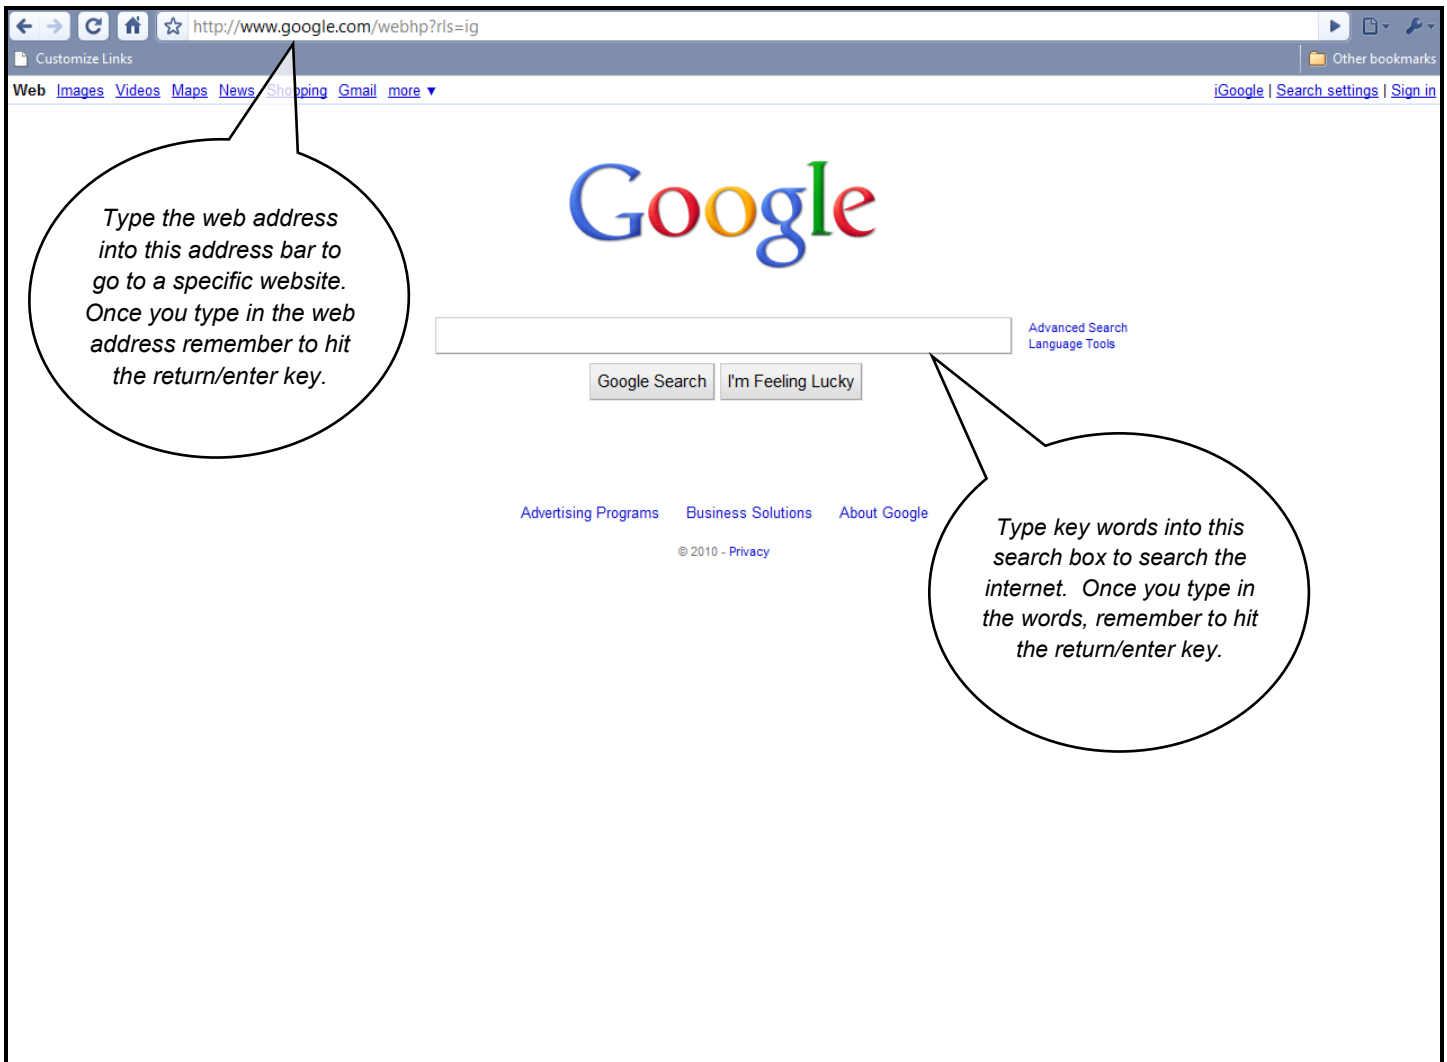 http://www.google.com/webhp?rls=ig
Customize Links
Other bookmarks
Web Images Videos Maps News Shopping Gmail more ▼
iGoogle | Search settings | Sign in
Google
Type the web address
into this address bar to
go to a specific website.
Once you type in the web
address remember to hit
the return/enter key.
Advanced Search
Language Tools
Google Search
I'm Feeling Lucky
Advertising Programs Business Solutions About Google
© 2010 - Privacy
Type key words into this
search box to search the
internet.  Once you type in
the words, remember to hit
the return/enter key.